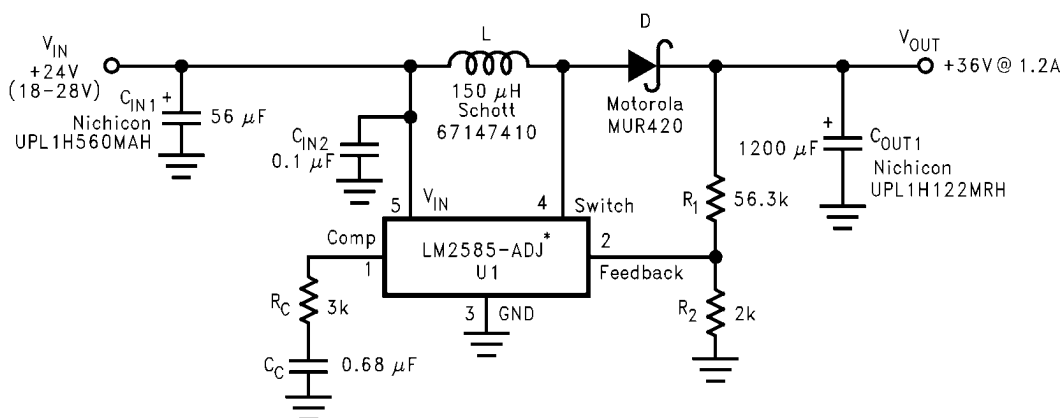 V_IN
+24V
(18-28V)
C_IN1 +
Nichicon
UPL1H560MAH
56 μF
C_IN2
0.1 μF
L
150 μH
Schott
67147410
D
Motorola
MUR420
V_OUT
+36V @ 1.2A
+
1200 μF
C_OUT1
Nichicon
UPL1H122MRH
R_1
56.3k
5
V_IN
4
Switch
Comp
1
LM2585-ADJ*
U1
2
Feedback
3
GND
R_C
3k
C_C
0.68 μF
R_2
2k